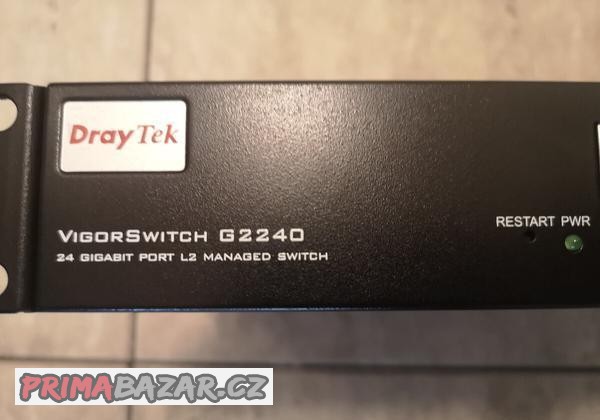 DrayTek
VIGORSWITCH G2240
24 GIGABIT PORT L2 MANAGED SWITCH
RESTART PWR
PRIMABAZAR.CZ